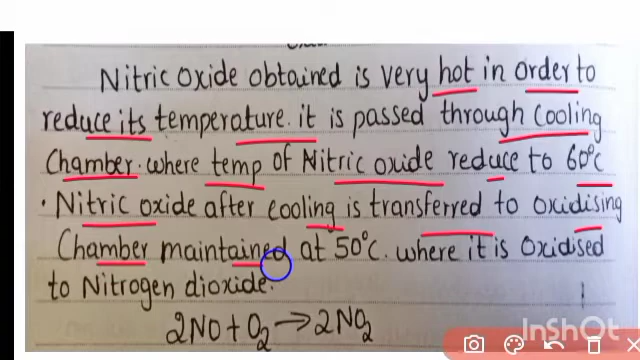 Nitric Oxide obtained is very hot in order to
reduce its temperature. it is passed through Cooling
Chamber. where temp of Nitric oxide reduce to 60°C
• Nitric oxide after cooling is transferred to oxidising
Chamber maintained at 50°C. where it is Oxidised
to Nitrogen dioxide.
2NO + O2 → 2NO2
InShOt